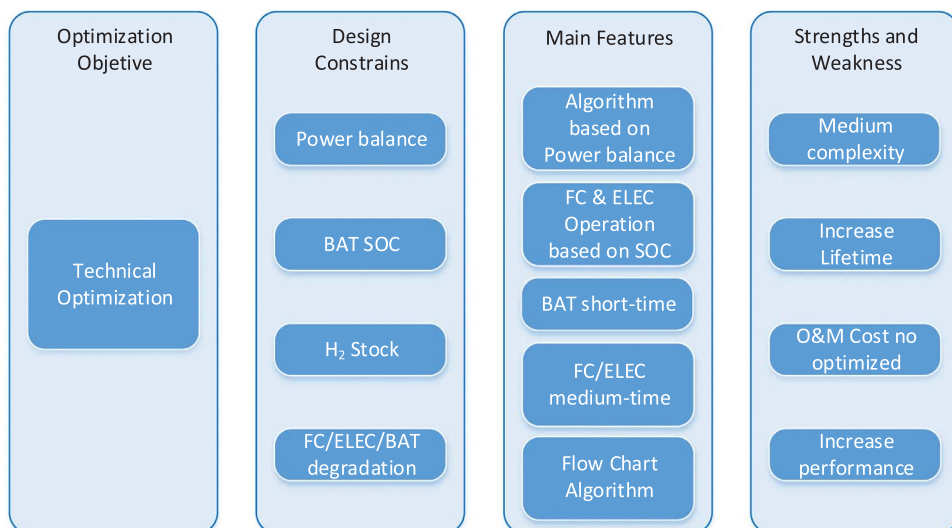 Optimization
Objetive
Technical
Optimization
Design
Constrains
Power balance
BAT SOC
H₂ Stock
FC/ELEC/BAT
degradation
Main Features
Algorithm
based on
Power balance
FC & ELEC
Operation
based on SOC
BAT short-time
FC/ELEC
medium-time
Flow Chart
Algorithm
Strengths and
Weakness
Medium
complexity
Increase
Lifetime
O&M Cost no
optimized
Increase
performance